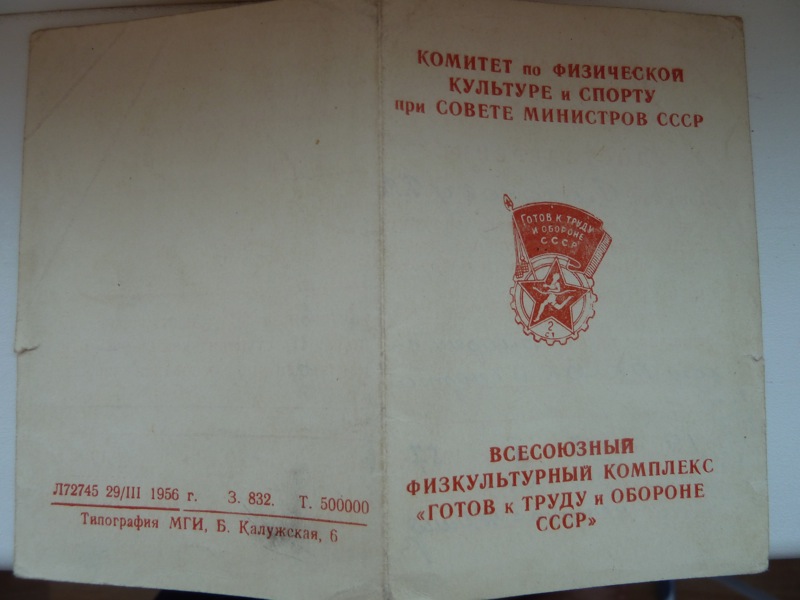 КОМИТЕТ по ФИЗИЧЕСКОЙ
КУЛЬТУРЕ и СПОРТУ
при СОВЕТЕ МИНИСТРОВ СССР
ГОТОВ К ТРУДУ
И ОБОРОНЕ
СССР
2
ВСЕСОЮЗНЫЙ
ФИЗКУЛЬТУРНЫЙ КОМПЛЕКС
«ГОТОВ к ТРУДУ и ОБОРОНЕ
СССР»
Л72745 29/III 1956 г. З. 832. Т. 500000
Типография МГИ, Б. Калужская, 6